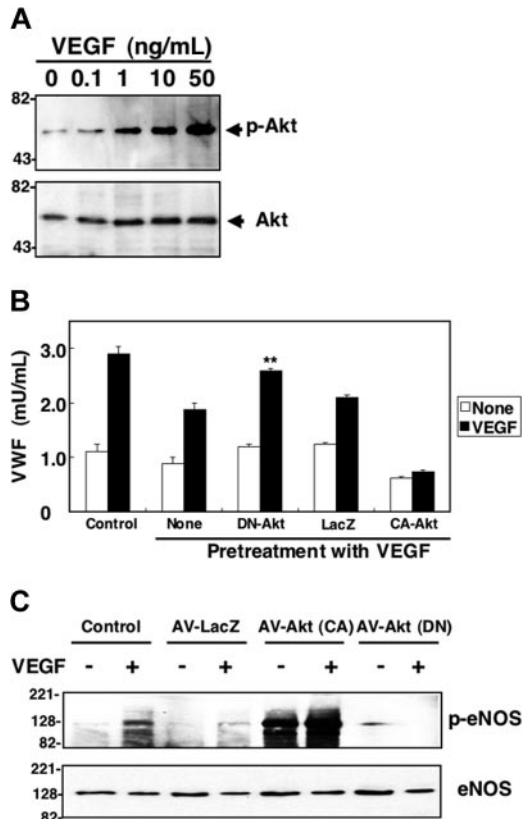 A
VEGF (ng/mL)
0 0.1 1 10 50
82-
p-Akt
43-
82
Akt
43-
B
VWF (mU/mL)
3.0
2.0
1.0
0
**
None
VEGF
Control None DN-Akt LacZ CA-Akt
Pretreatment with VEGF
C
Control AV-LacZ AV-Akt (CA) AV-Akt (DN)
VEGF - + - + - + - +
221-
128-
p-eNOS
82-
221-
128-
eNOS
82